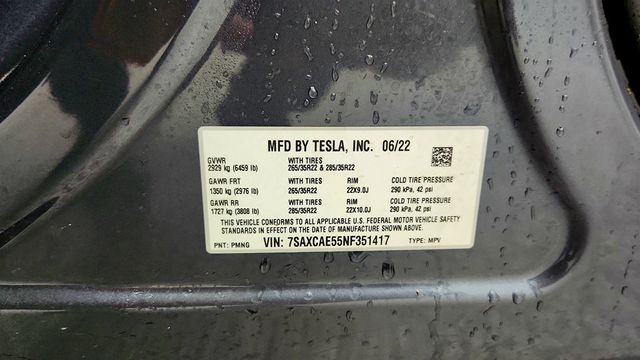 MFD BY TESLA, INC. 06/22
GVWR WITH TIRES
2929 kg (6459 lb) 265/35R22 & 285/35R22
GAWR FRT WITH TIRES RIM COLD TIRE PRESSURE
1350 kg (2976 lb) 265/35R22 22X9.0J 290 kPa, 42 psi
GAWR RR WITH TIRES RIM COLD TIRE PRESSURE
1727 kg (3808 lb) 285/35R22 22X10.0J 290 kPa, 42 psi
THIS VEHICLE CONFORMS TO ALL APPLICABLE U.S. FEDERAL MOTOR VEHICLE SAFETY
STANDARDS IN EFFECT ON THE DATE OF MANUFACTURE SHOWN ABOVE.
PNT: PMNG VIN: 7SAXCAE55NF351417 TYPE: MPV